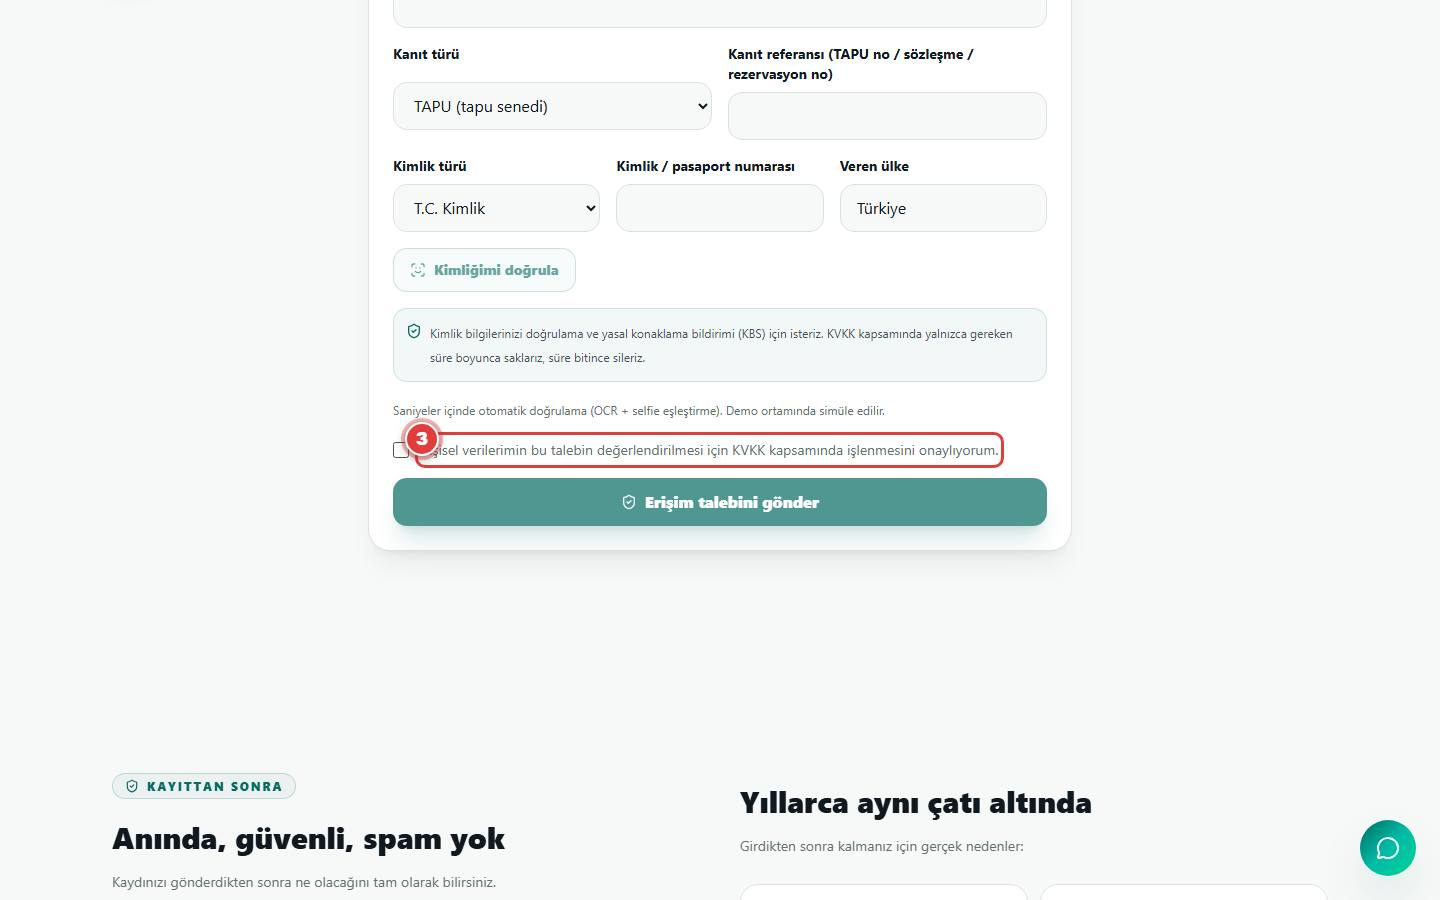 Kanıt türü
Kanıt referansı (TAPU no / sözleşme /
rezervasyon no)
TAPU (tapu senedi)
Kimlik türü
Kimlik / pasaport numarası
Veren ülke
T.C. Kimlik
Türkiye
Kimliğimi doğrula
Kimlik bilgilerinizi doğrulama ve yasal konaklama bildirimi (KBS) için isteriz. KVKK kapsamında yalnızca gereken
süre boyunca saklarız, süre bitince sileriz.
Saniyeler içinde otomatik doğrulama (OCR + selfie eşleştirme). Demo ortamında simüle edilir.
3
verilerimin bu talebin değerlendirilmesi için KVKK kapsamında işlenmesini onaylıyorum.
Erişim talebini gönder
KAYITTAN SONRA
Anında, güvenli, spam yok
Kaydınızı gönderdikten sonra ne olacağını tam olarak bilirsiniz.
Yıllarca aynı çatı altında
Girdikten sonra kalmanız için gerçek nedenler: